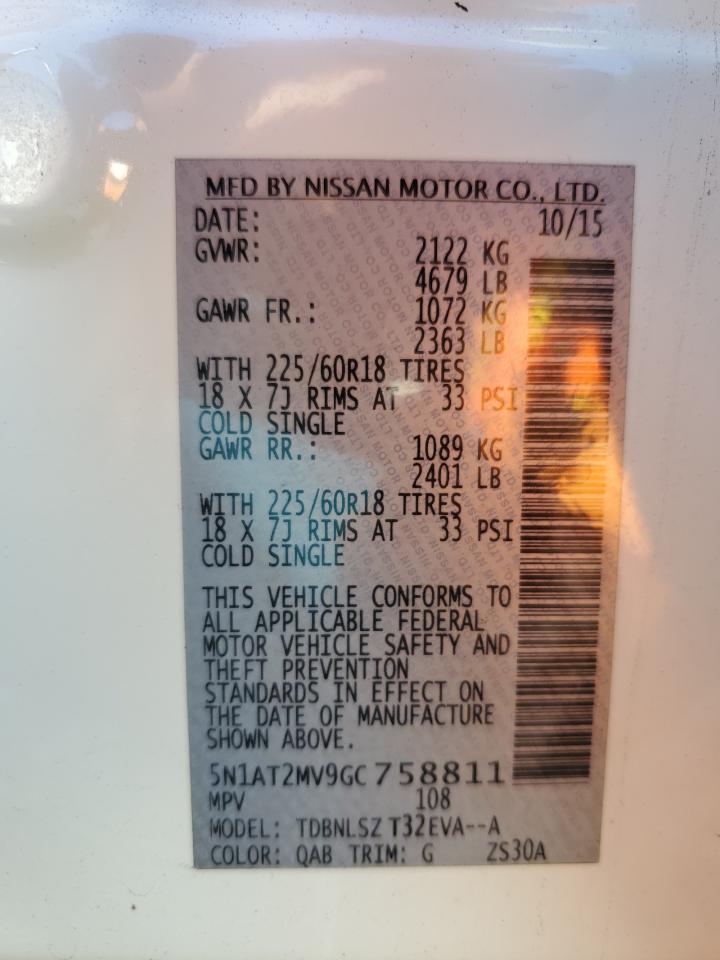 MFD BY NISSAN MOTOR CO., LTD.
DATE: 10/15
GVWR: 2122 KG
4679 LB
GAWR FR.: 1072 KG
2363 LB
WITH 225/60R18 TIRES
18 X 7J RIMS AT 33 PSI
COLD SINGLE
GAWR RR.: 1089 KG
2401 LB
WITH 225/60R18 TIRES
18 X 7J RIMS AT 33 PSI
COLD SINGLE
THIS VEHICLE CONFORMS TO
ALL APPLICABLE FEDERAL
MOTOR VEHICLE SAFETY AND
THEFT PREVENTION
STANDARDS IN EFFECT ON
THE DATE OF MANUFACTURE
SHOWN ABOVE.
5N1AT2MV9GC758811
MPV 108
MODEL: TDBNLSZ T32EVA--A
COLOR: QAB TRIM: G ZS30A